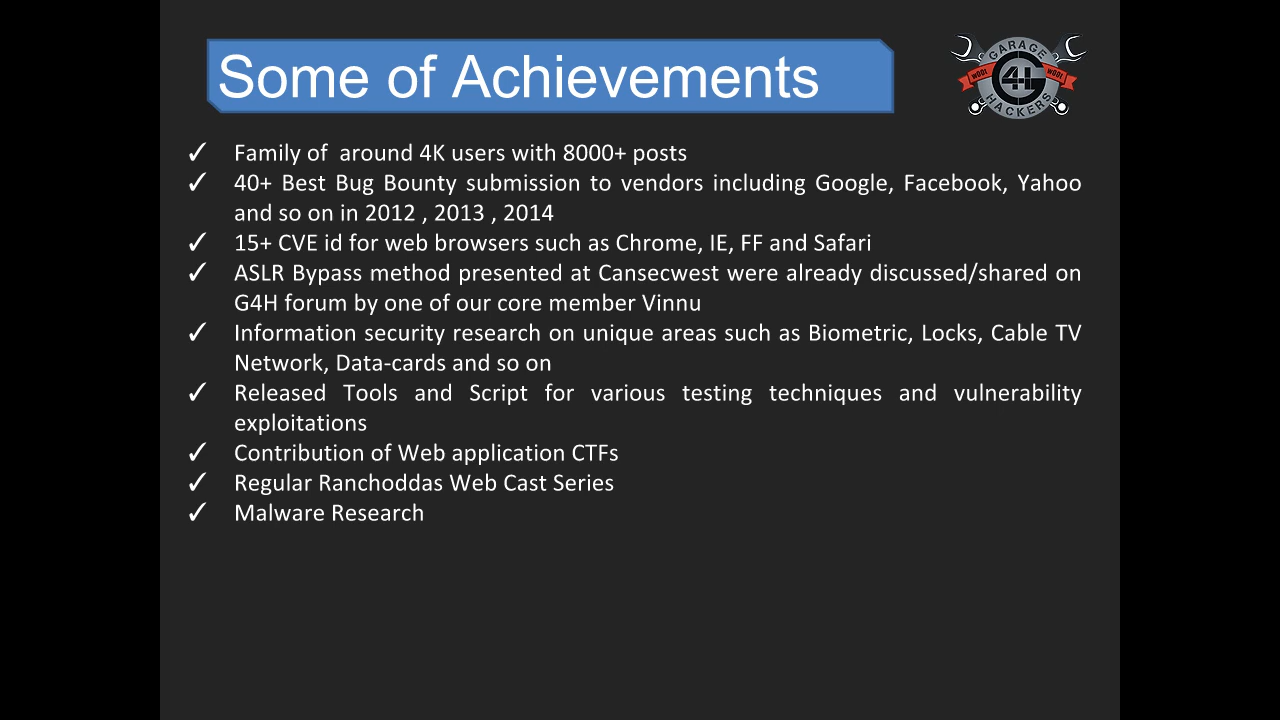 Some of Achievements
GARAGE
4
HACKERS
✓ Family of  around 4K users with 8000+ posts
✓ 40+ Best Bug Bounty submission to vendors including Google, Facebook, Yahoo
and so on in 2012 , 2013 , 2014
✓ 15+ CVE id for web browsers such as Chrome, IE, FF and Safari
✓ ASLR Bypass method presented at Cansecwest were already discussed/shared on
G4H forum by one of our core member Vinnu
✓ Information security research on unique areas such as Biometric, Locks, Cable TV
Network, Data-cards and so on
✓ Released Tools and Script for various testing techniques and vulnerability
exploitations
✓ Contribution of Web application CTFs
✓ Regular Ranchoddas Web Cast Series
✓ Malware Research